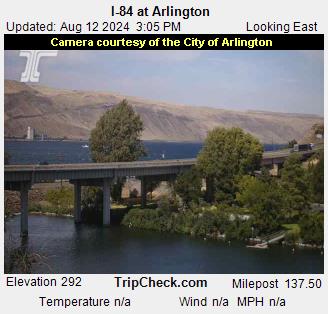 I-84 at Arlington
Updated: Aug 12 2024 3:05 PM Looking East
Camera courtesy of the City of Arlington
Elevation 292 TripCheck.com Milepost 137.50
Temperature n/a Wind n/a MPH n/a